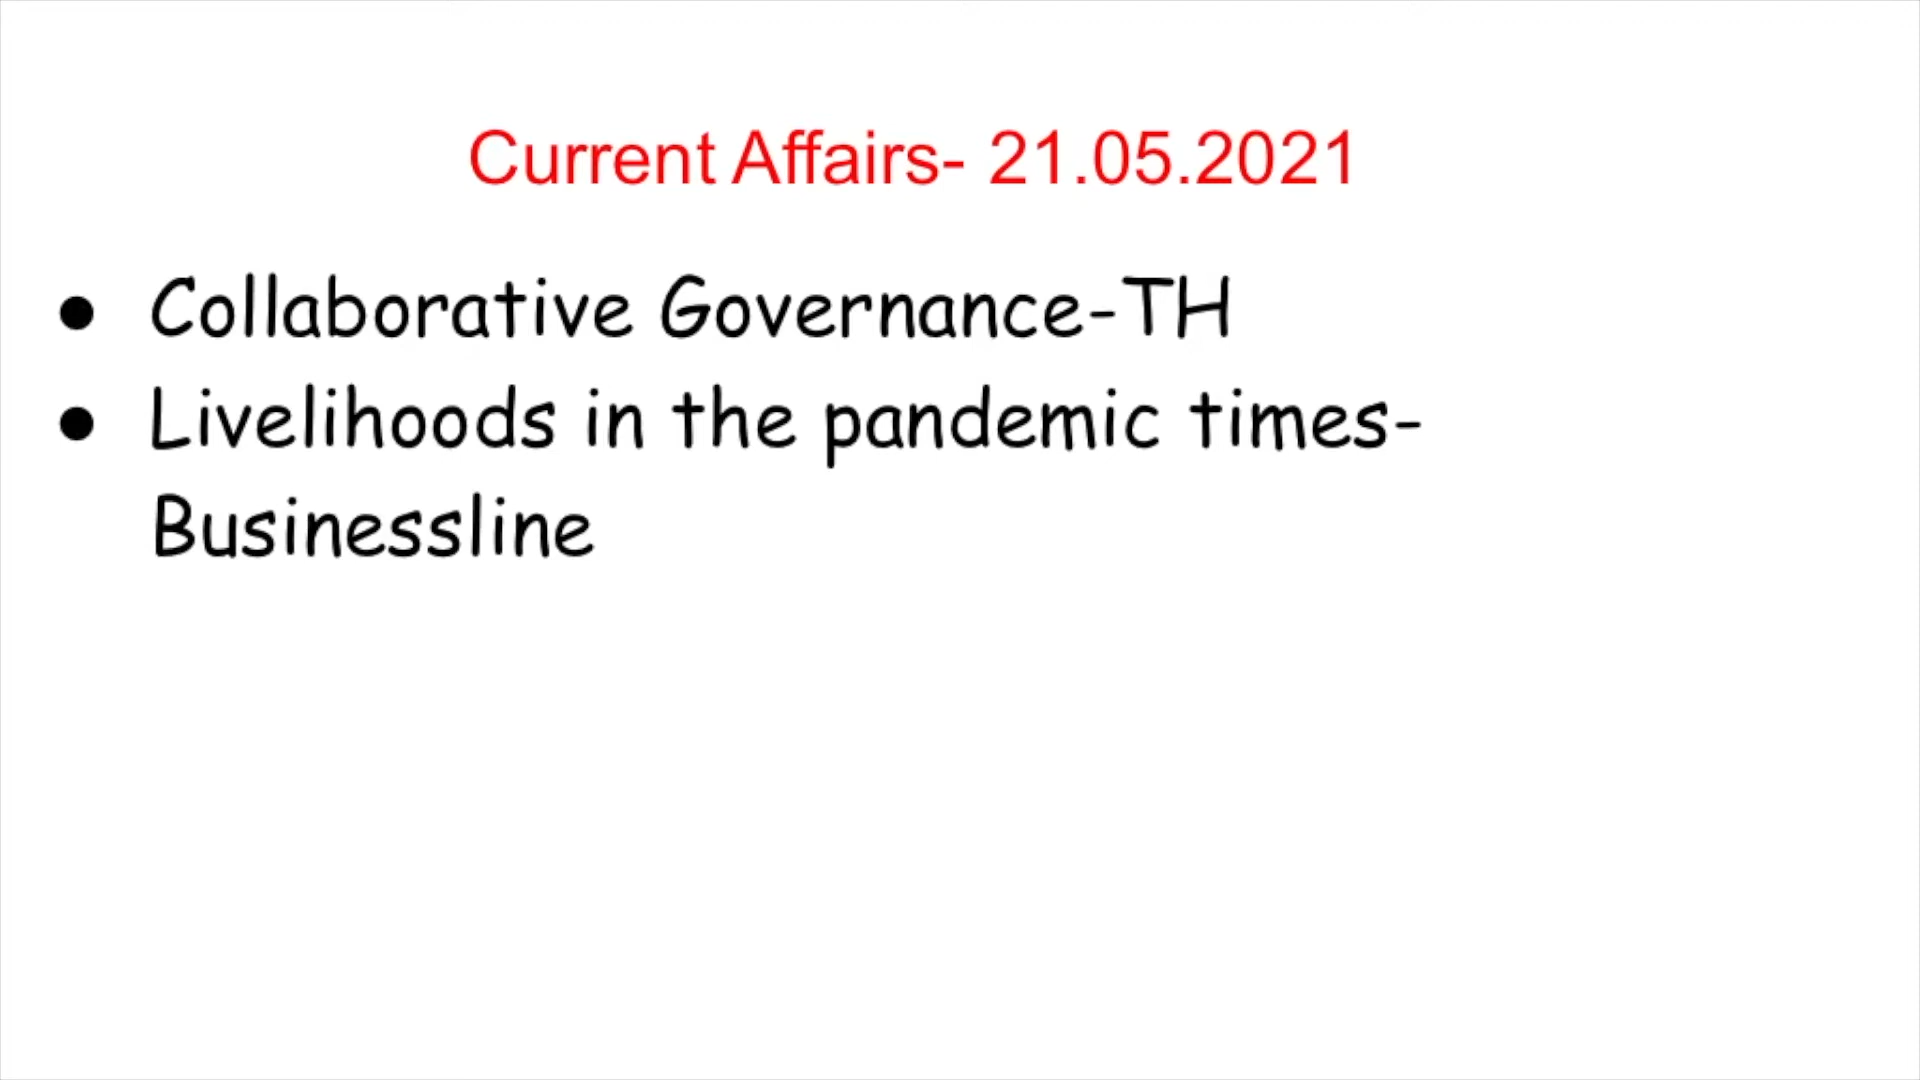 Current Affairs- 21.05.2021
● Collaborative Governance-TH
● Livelihoods in the pandemic times-
Businessline